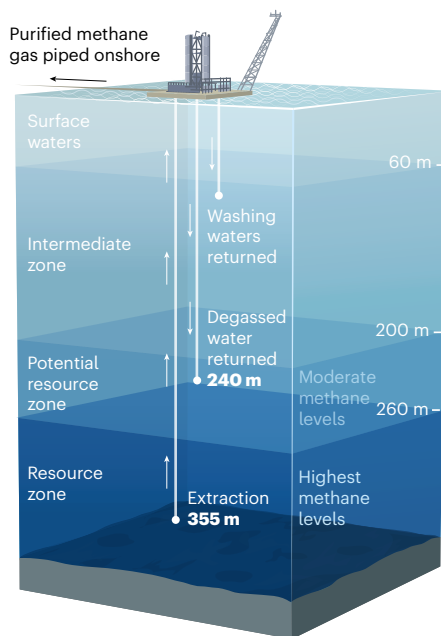 Purified methane
gas piped onshore
Surface
waters
60 m
Washing
waters
returned
Intermediate
zone
Degassed
water
returned
240 m
200 m
Potential
resource
zone
Moderate
methane
levels
260 m
Resource
zone
Extraction
355 m
Highest
methane
levels